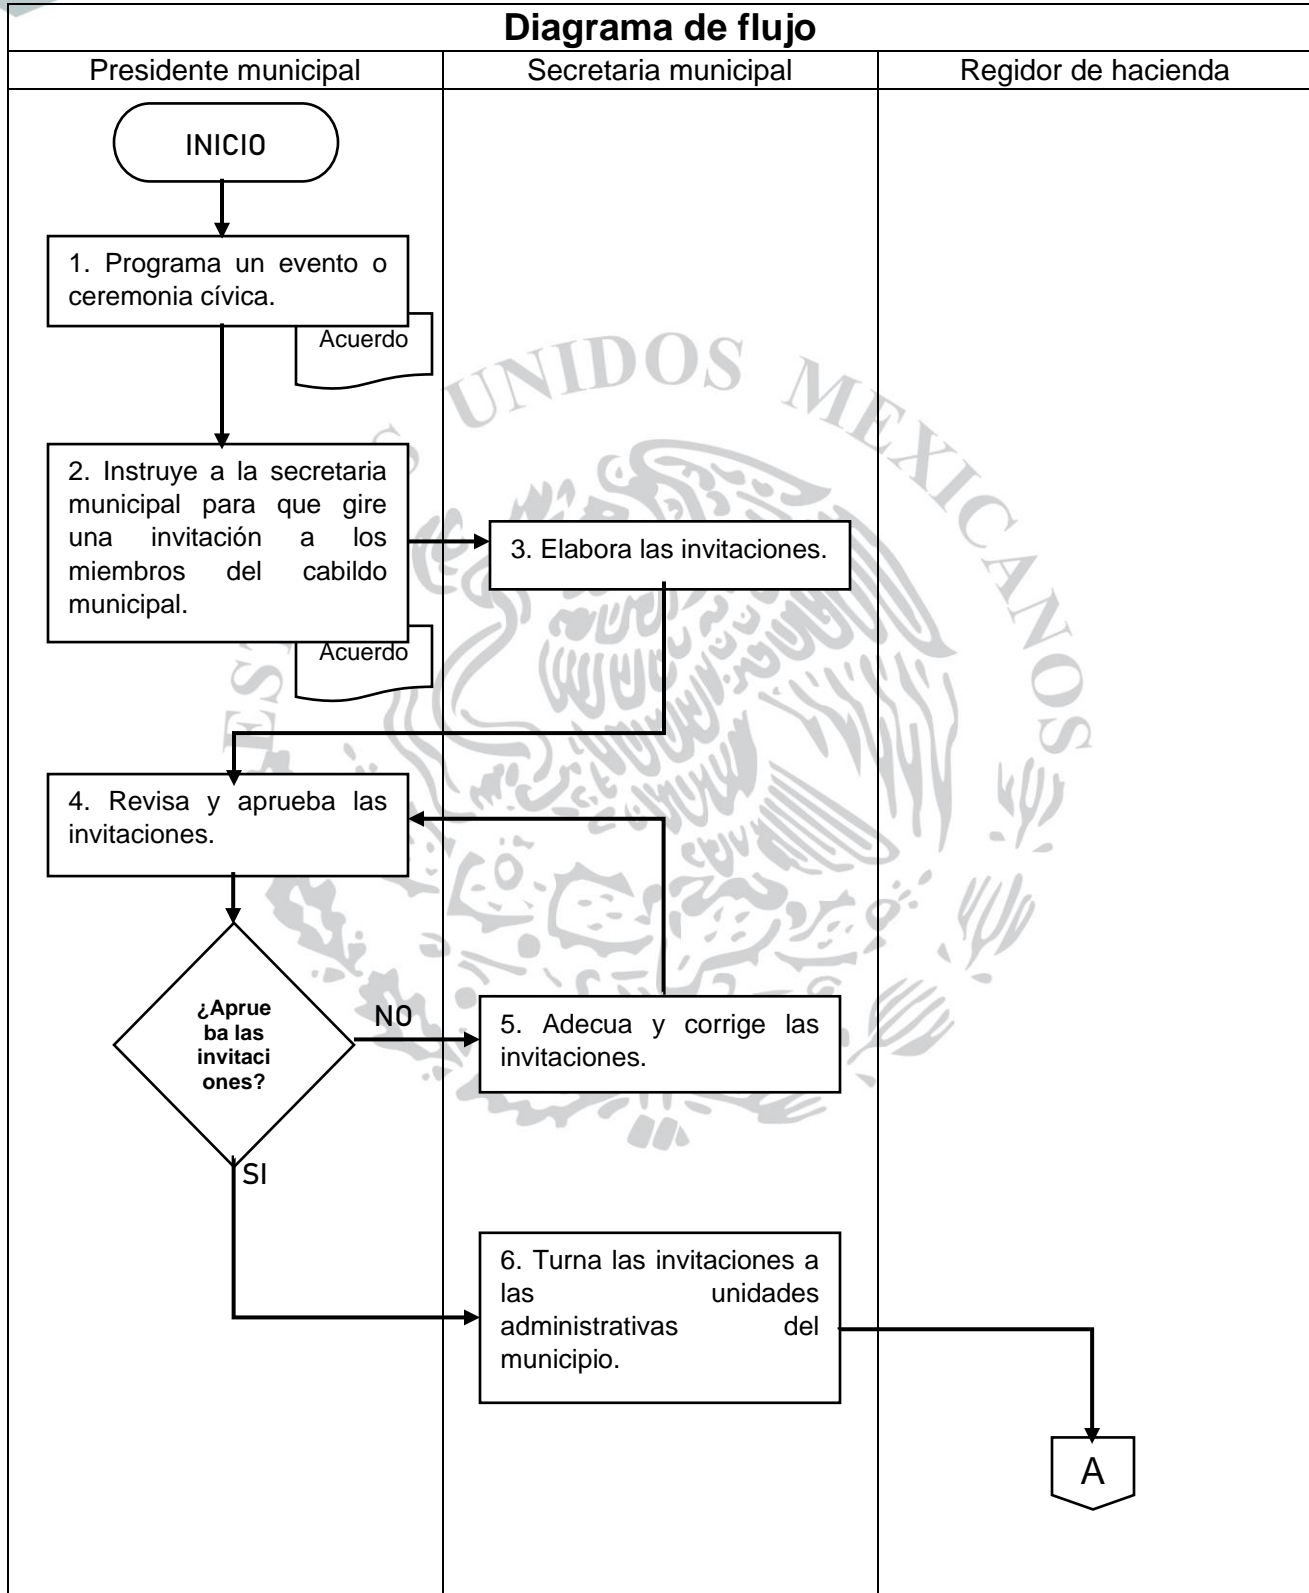 Diagrama de flujo
Presidente municipal
Secretaria municipal
Regidor de hacienda
INICIO
1. Programa un evento o
ceremonia cívica.
Acuerdo
UNIDOS MEXICANOS
2. Instruye a la secretaria
municipal para que gire
una invitación a los
miembros del cabildo
municipal.
Acuerdo
3. Elabora las invitaciones.
4. Revisa y aprueba las
invitaciones.
¿Aprue
ba las
invitaci
ones?
NO
5. Adecua y corrige las
invitaciones.
SI
6. Turna las invitaciones a
las unidades
administrativas del
municipio.
A